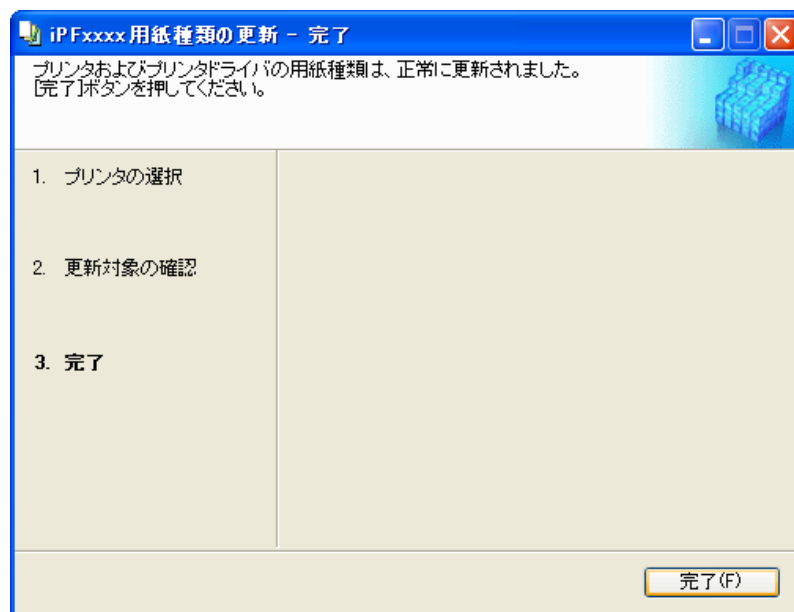 iPFxxxx用紙種類の更新 - 完了
プリンタおよびプリンタドライバの用紙種類は、正常に更新されました。
[完了]ボタンを押してください。
1. プリンタの選択
2. 更新対象の確認
3. 完了
完了(F)